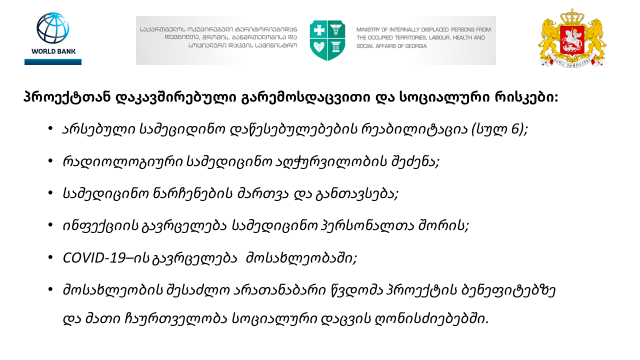 WORLD BANK
საქართველოს ოკუპირებული ტერიტორიებიდან
დევნილთა, შრომის, ჯანმრთელობისა და
სოციალური დაცვის სამინისტრო
MINISTRY OF INTERNALLY DISPLACED PERSONS FROM
THE OCCUPIED TERRITORIES, LABOUR, HEALTH AND
SOCIAL AFFAIRS OF GEORGIA
პროექტთან დაკავშირებული გარემოსდაცვითი და სოციალური რისკები:
• არსებული სამეციდინო დაწესებულებების რეაბილიტაცია (სულ 6);
• რადიოლოგიური სამედიცინო აღჭურვილობის შეძენა;
• სამედიცინო ნარჩენების მართვა და განთავსება;
• ინფექციის გავრცელება სამედიცინო პერსონალთა შორის;
• COVID-19–ის გავრცელება მოსახლეობაში;
• მოსახლეობის შესაძლო არათანაბარი წვდომა პროექტის ბენეფიტებზე
და მათი ჩაურთველობა სოციალური დაცვის ღონისძიებებში.